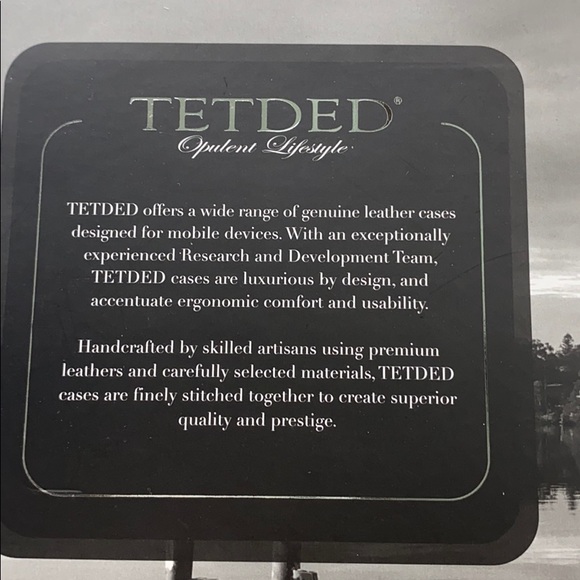 TETDED®
Opulent Lifestyle
TETDED offers a wide range of genuine leather cases
designed for mobile devices. With an exceptionally
experienced Research and Development Team,
TETDED cases are luxurious by design, and
accentuate ergonomic comfort and usability.
Handcrafted by skilled artisans using premium
leathers and carefully selected materials, TETDED
cases are finely stitched together to create superior
quality and prestige.